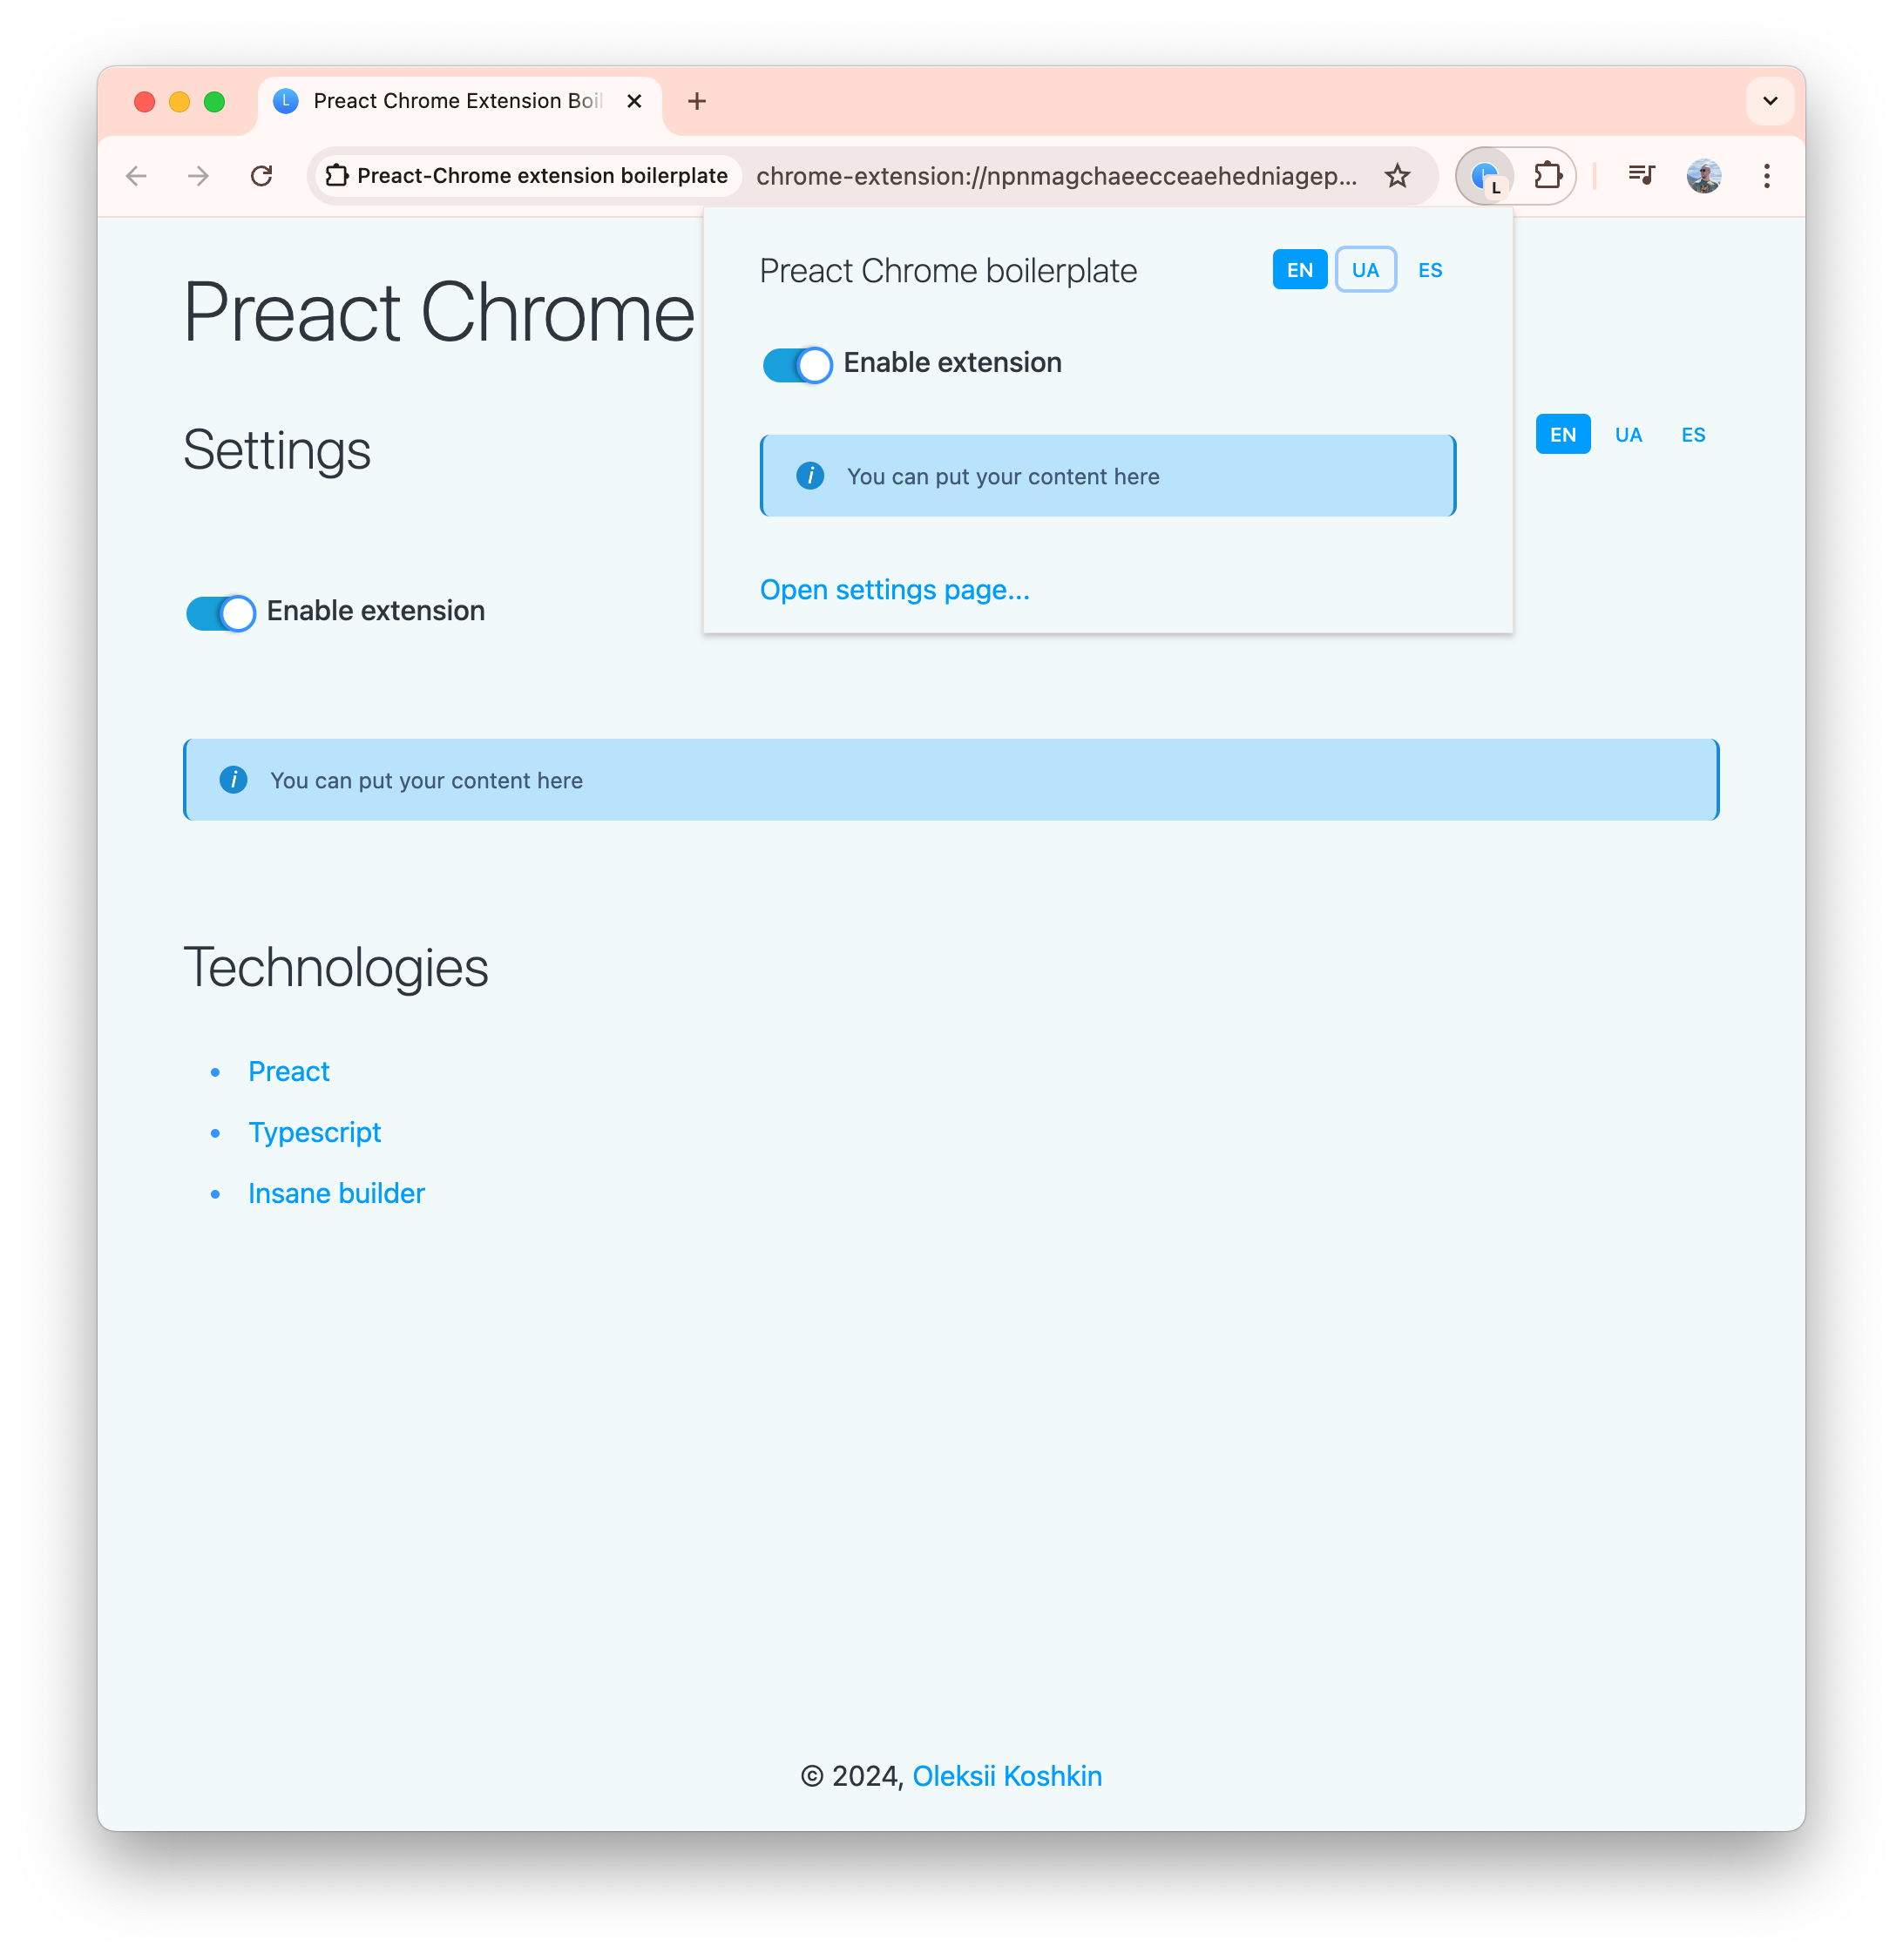 L Preact Chrome Extension Boil
Preact-Chrome extension boilerplate chrome-extension://npnmagchaeecceaehedniagep... L
Preact Chrome
Preact Chrome boilerplate EN UA ES
Enable extension
You can put your content here
Open settings page...
Settings EN UA ES
Enable extension
You can put your content here
Technologies
• Preact
• Typescript
• Insane builder
© 2024, Oleksii Koshkin